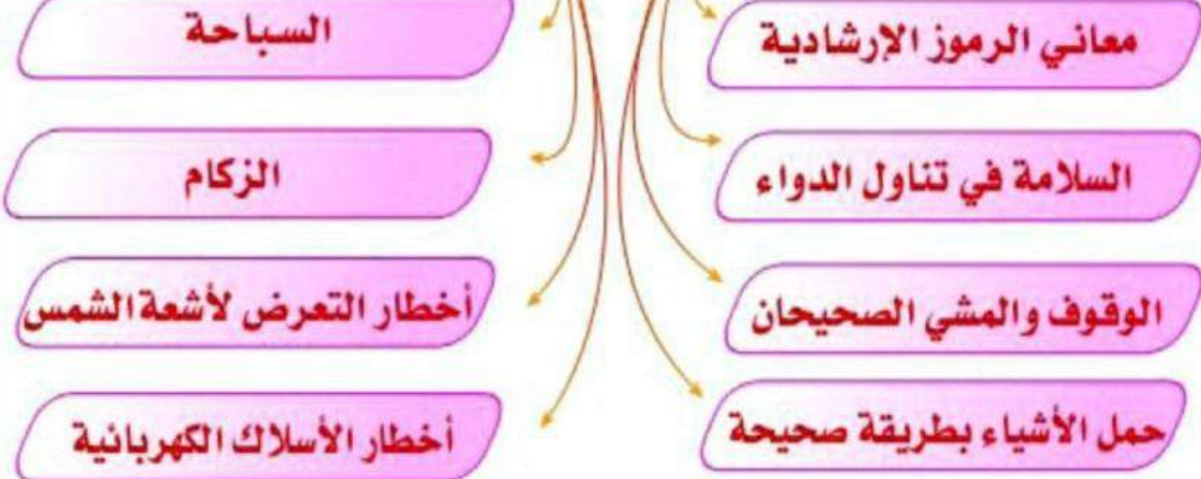 معاني الرموز الإرشادية
السلامة في تناول الدواء
الوقوف والمشي الصحيحان
حمل الأشياء بطريقة صحيحة
السباحة
الزكام
أخطار التعرض لأشعة الشمس
أخطار الأسلاك الكهربائية